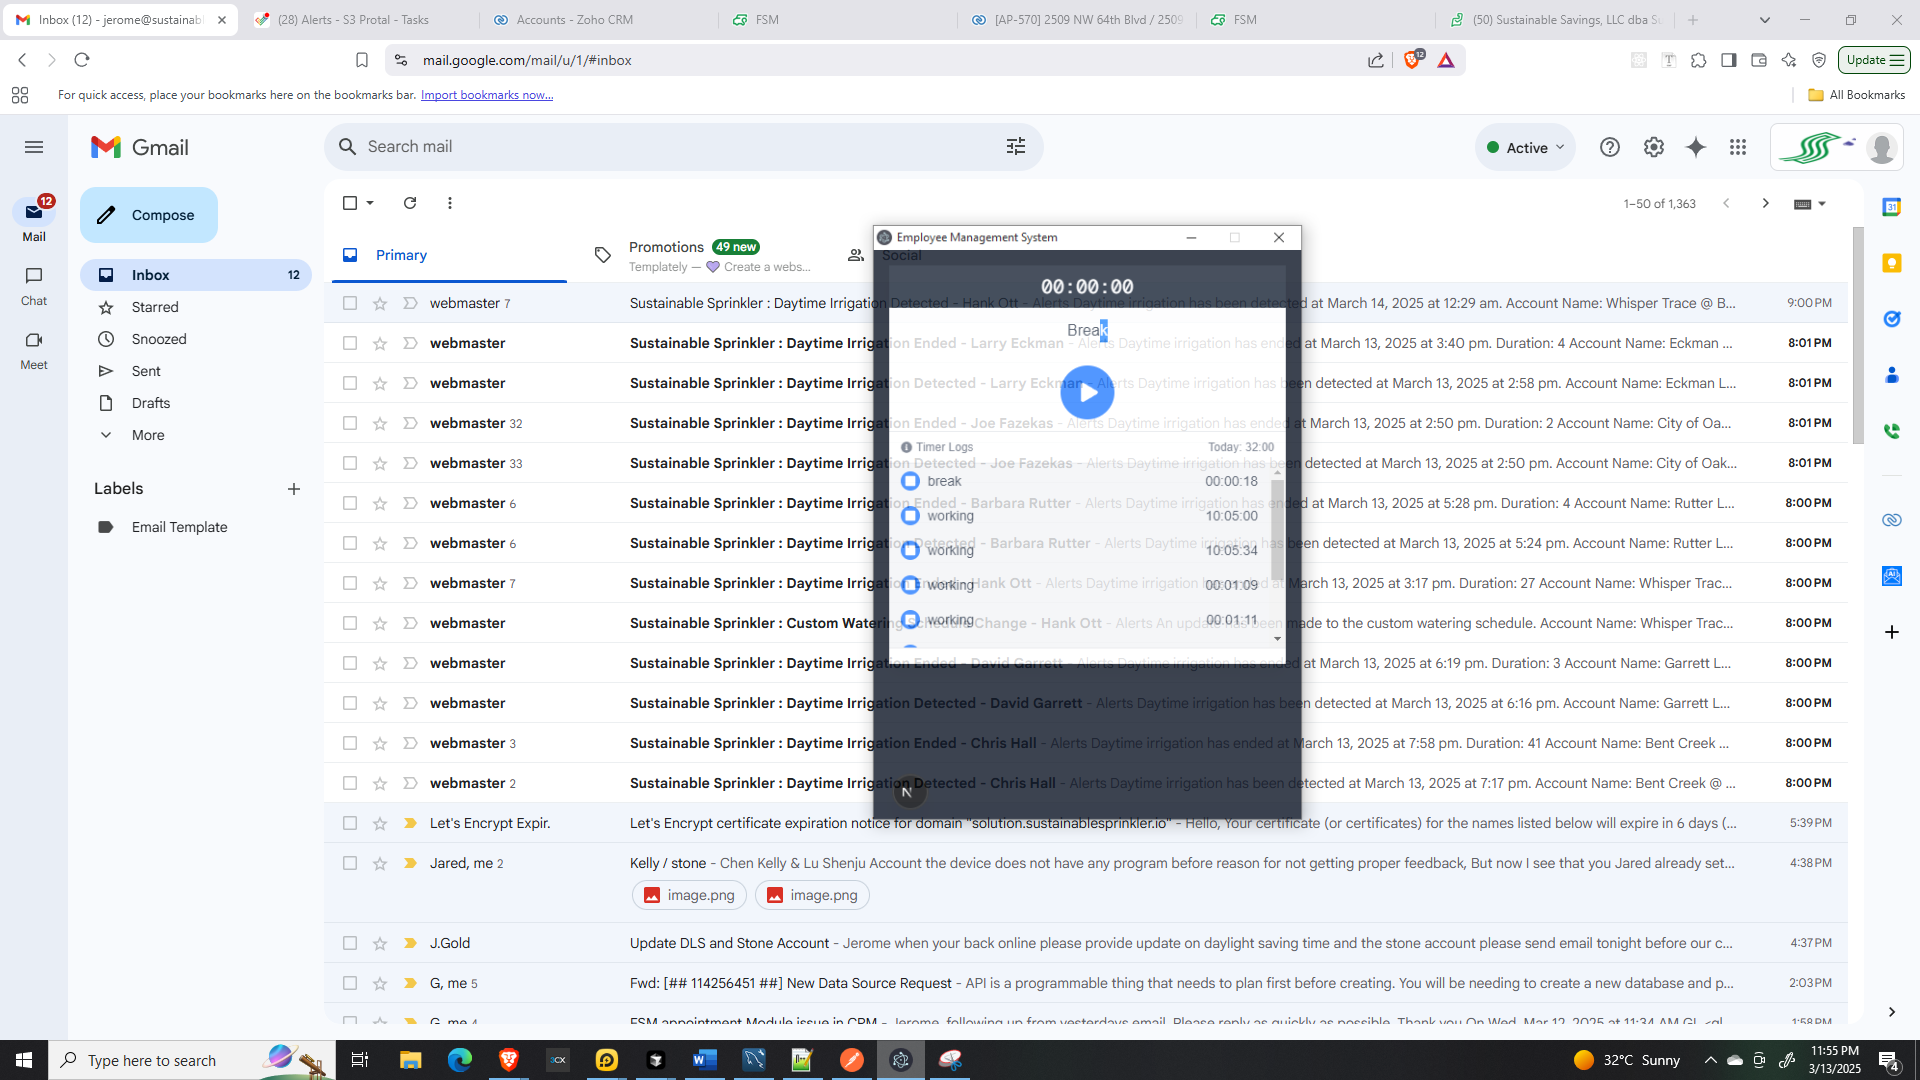 Inbox (12) - jerome@sustainabl
(28) Alerts - S3 Protal - Tasks
Accounts - Zoho CRM
FSM
[AP-570] 2509 NW 64th Blvd / 2509
FSM
(50) Sustainable Savings, LLC dba Su
mail.google.com/mail/u/1/#inbox
12
Update
For quick access, place your bookmarks here on the bookmarks bar. Import bookmarks now...
All Bookmarks
Gmail
Search mail
Active
12
Mail
Chat
Meet
Compose
Inbox 12
Starred
Snoozed
Sent
Drafts
More
Labels
Email Template
1–50 of 1,363
Primary
Promotions 49 new
Templately — 💜 Create a webs...
Social
webmaster 7 Sustainable Sprinkler : Daytime Irrigation Detected - Hank Ott - Alerts Daytime irrigation has been detected at March 14, 2025 at 12:29 am. Account Name: Whisper Trace @ B... 9:00 PM
webmaster Sustainable Sprinkler : Daytime Irrigation Ended - Larry Eckman - Alerts Daytime irrigation has ended at March 13, 2025 at 3:40 pm. Duration: 4 Account Name: Eckman ... 8:01 PM
webmaster Sustainable Sprinkler : Daytime Irrigation Detected - Larry Eckman - Alerts Daytime irrigation has been detected at March 13, 2025 at 2:58 pm. Account Name: Eckman L... 8:01 PM
webmaster 32 Sustainable Sprinkler : Daytime Irrigation Ended - Joe Fazekas - Alerts Daytime irrigation has ended at March 13, 2025 at 2:50 pm. Duration: 2 Account Name: City of Oa... 8:01 PM
webmaster 33 Sustainable Sprinkler : Daytime Irrigation Detected - Joe Fazekas - Alerts Daytime irrigation has been detected at March 13, 2025 at 2:50 pm. Account Name: City of Oak... 8:01 PM
webmaster 6 Sustainable Sprinkler : Daytime Irrigation Ended - Barbara Rutter - Alerts Daytime irrigation has ended at March 13, 2025 at 5:28 pm. Duration: 4 Account Name: Rutter L... 8:00 PM
webmaster 6 Sustainable Sprinkler : Daytime Irrigation Detected - Barbara Rutter - Alerts Daytime irrigation has been detected at March 13, 2025 at 5:24 pm. Account Name: Rutter L... 8:00 PM
webmaster 7 Sustainable Sprinkler : Daytime Irrigation Ended - Hank Ott - Alerts Daytime irrigation has ended at March 13, 2025 at 3:17 pm. Duration: 27 Account Name: Whisper Trac... 8:00 PM
webmaster Sustainable Sprinkler : Custom Watering Schedule Change - Hank Ott - Alerts An update has been made to the custom watering schedule. Account Name: Whisper Trac... 8:00 PM
webmaster Sustainable Sprinkler : Daytime Irrigation Ended - David Garrett - Alerts Daytime irrigation has ended at March 13, 2025 at 6:19 pm. Duration: 3 Account Name: Garrett L... 8:00 PM
webmaster Sustainable Sprinkler : Daytime Irrigation Detected - David Garrett - Alerts Daytime irrigation has been detected at March 13, 2025 at 6:16 pm. Account Name: Garrett L... 8:00 PM
webmaster 3 Sustainable Sprinkler : Daytime Irrigation Ended - Chris Hall - Alerts Daytime irrigation has ended at March 13, 2025 at 7:58 pm. Duration: 41 Account Name: Bent Creek ... 8:00 PM
webmaster 2 Sustainable Sprinkler : Daytime Irrigation Detected - Chris Hall - Alerts Daytime irrigation has been detected at March 13, 2025 at 7:17 pm. Account Name: Bent Creek @ ... 8:00 PM
Let's Encrypt Expir. Let's Encrypt certificate expiration notice for domain "solution.sustainablesprinkler.io" - Hello, Your certificate (or certificates) for the names listed below will expire in 6 days (... 5:39 PM
Jared, me 2 Kelly / stone - Chen Kelly & Lu Shenju Account the device does not have any program before reason for not getting proper feedback, But now I see that you Jared already set... 4:38 PM
image.png
image.png
J.Gold Update DLS and Stone Account - Jerome when your back online please provide update on daylight saving time and the stone account please send email tonight before our c... 4:37 PM
G, me 5 Fwd: [## 114256451 ##] New Data Source Request - API is a programmable thing that needs to plan first before creating. You will be needing to create a new database and p... 2:03 PM
G, me 4 FSM appointment Module issue in CRM - Jerome, following up from yesterdays email. Please reply as quickly as possible. Thank you On Wed, Mar 12, 2025 at 11:34 AM 1:58 PM
Employee Management System
00:00:00
Break
Timer Logs Today: 32:00
break 00:00:18
working 10:05:00
working 10:05:34
working 00:01:09
working 00:01:11
N
31
Type here to search
32°C Sunny
11:55 PM
3/13/2025
4